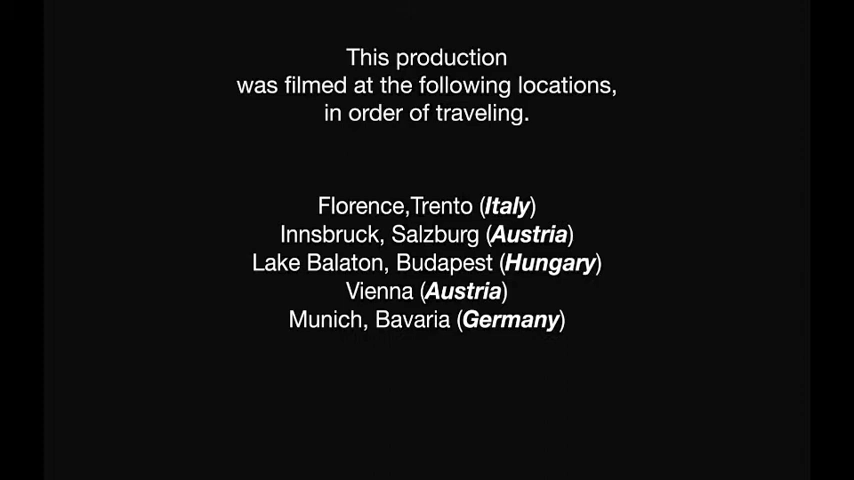 This production
was filmed at the following locations,
in order of traveling.
Florence,Trento (Italy)
Innsbruck, Salzburg (Austria)
Lake Balaton, Budapest (Hungary)
Vienna (Austria)
Munich, Bavaria (Germany)